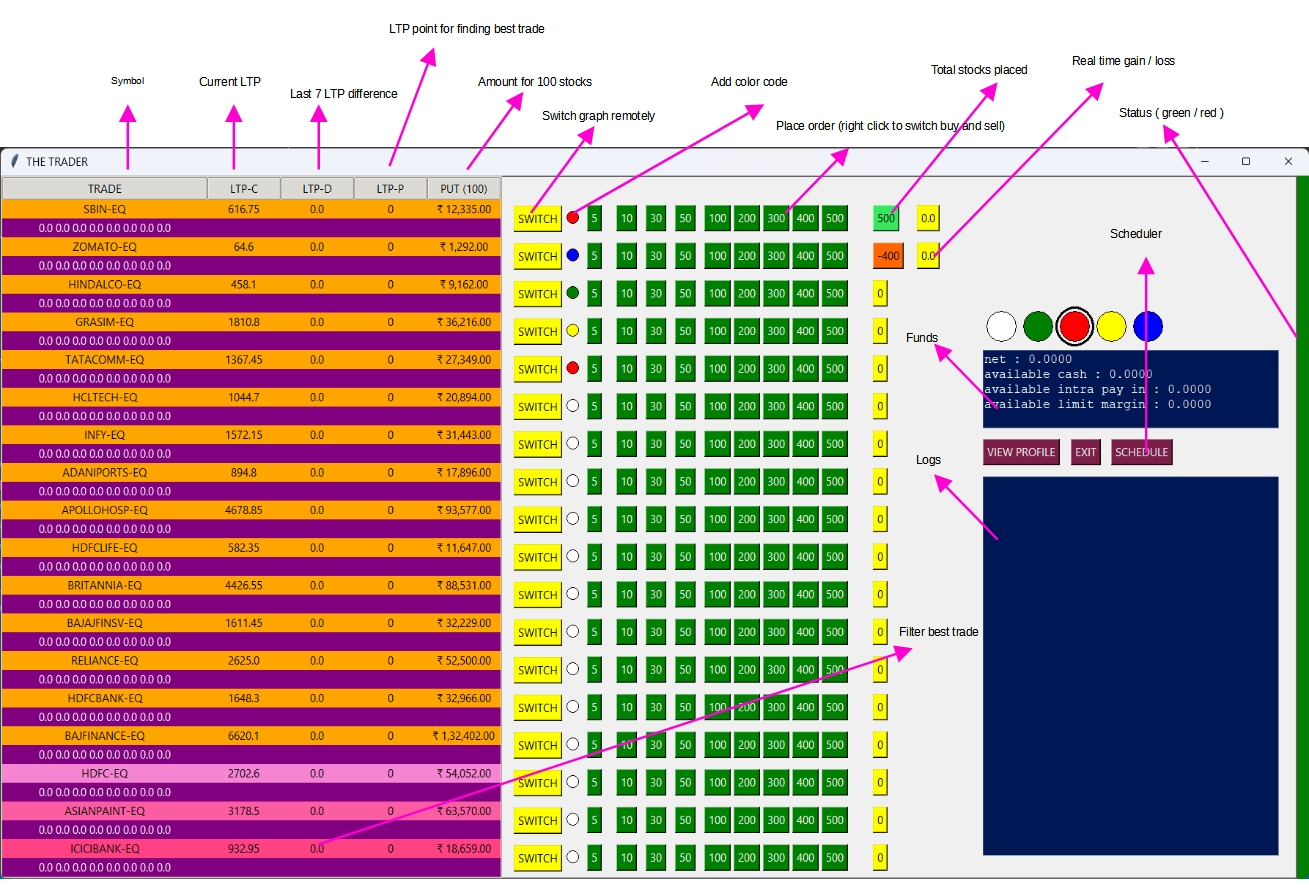 LTP point for finding best trade
Symbol
Current LTP
Last 7 LTP difference
Amount for 100 stocks
Switch graph remotely
Add color code
Place order (right click to switch buy and sell)
Total stocks placed
Real time gain / loss
Status ( green / red )
THE TRADER
TRADE LTP-C LTP-D LTP-P PUT (100)
SBIN-EQ 616.75 0.0 0 ₹ 12,335.00 SWITCH 5 10 30 50 100 200 300 400 500 500 0.0
0.0 0.0 0.0 0.0 0.0 0.0 0.0 0.0
ZOMATO-EQ 64.6 0.0 0 ₹ 1,292.00 SWITCH 5 10 30 50 100 200 300 400 500 -400 0.0
0.0 0.0 0.0 0.0 0.0 0.0 0.0 0.0
HINDALCO-EQ 458.1 0.0 0 ₹ 9,162.00 SWITCH 5 10 30 50 100 200 300 400 500 0
0.0 0.0 0.0 0.0 0.0 0.0 0.0 0.0
GRASIM-EQ 1810.8 0.0 0 ₹ 36,216.00 SWITCH 5 10 30 50 100 200 300 400 500 0
0.0 0.0 0.0 0.0 0.0 0.0 0.0 0.0
TATACOMM-EQ 1367.45 0.0 0 ₹ 27,349.00 SWITCH 5 10 30 50 100 200 300 400 500 0
0.0 0.0 0.0 0.0 0.0 0.0 0.0 0.0
HCLTECH-EQ 1044.7 0.0 0 ₹ 20,894.00 SWITCH 5 10 30 50 100 200 300 400 500 0
0.0 0.0 0.0 0.0 0.0 0.0 0.0 0.0
INFY-EQ 1572.15 0.0 0 ₹ 31,443.00 SWITCH 5 10 30 50 100 200 300 400 500 0
0.0 0.0 0.0 0.0 0.0 0.0 0.0 0.0
ADANIPORTS-EQ 894.8 0.0 0 ₹ 17,896.00 SWITCH 5 10 30 50 100 200 300 400 500 0
0.0 0.0 0.0 0.0 0.0 0.0 0.0 0.0
APOLLOHOSP-EQ 4678.85 0.0 0 ₹ 93,577.00 SWITCH 5 10 30 50 100 200 300 400 500 0
0.0 0.0 0.0 0.0 0.0 0.0 0.0 0.0
HDFCLIFE-EQ 582.35 0.0 0 ₹ 11,647.00 SWITCH 5 10 30 50 100 200 300 400 500 0
0.0 0.0 0.0 0.0 0.0 0.0 0.0 0.0
BRITANNIA-EQ 4426.55 0.0 0 ₹ 88,531.00 SWITCH 5 10 30 50 100 200 300 400 500 0
0.0 0.0 0.0 0.0 0.0 0.0 0.0 0.0
BAJAJFINSV-EQ 1611.45 0.0 0 ₹ 32,229.00 SWITCH 5 10 30 50 100 200 300 400 500 0
0.0 0.0 0.0 0.0 0.0 0.0 0.0 0.0
RELIANCE-EQ 2625.0 0.0 0 ₹ 52,500.00 SWITCH 5 10 30 50 100 200 300 400 500 0
0.0 0.0 0.0 0.0 0.0 0.0 0.0 0.0
HDFCBANK-EQ 1648.3 0.0 0 ₹ 32,966.00 SWITCH 5 10 30 50 100 200 300 400 500 0
0.0 0.0 0.0 0.0 0.0 0.0 0.0 0.0
BAJFINANCE-EQ 6620.1 0.0 0 ₹ 1,32,402.00 SWITCH 5 10 30 50 100 200 300 400 500 0
0.0 0.0 0.0 0.0 0.0 0.0 0.0 0.0
HDFC-EQ 2702.6 0.0 0 ₹ 54,052.00 SWITCH 5 10 30 50 100 200 300 400 500 0
0.0 0.0 0.0 0.0 0.0 0.0 0.0 0.0
ASIANPAINT-EQ 3178.5 0.0 0 ₹ 63,570.00 SWITCH 5 10 30 50 100 200 300 400 500 0
0.0 0.0 0.0 0.0 0.0 0.0 0.0 0.0
ICICIBANK-EQ 932.95 0.0 0 ₹ 18,659.00 SWITCH 5 10 30 50 100 200 300 400 500 0
0.0 0.0 0.0 0.0 0.0 0.0 0.0 0.0
Scheduler
Funds
net : 0.0000
available cash : 0.0000
available intra pay in : 0.0000
available limit margin : 0.0000
VIEW PROFILE EXIT SCHEDULE
Logs
Filter best trade